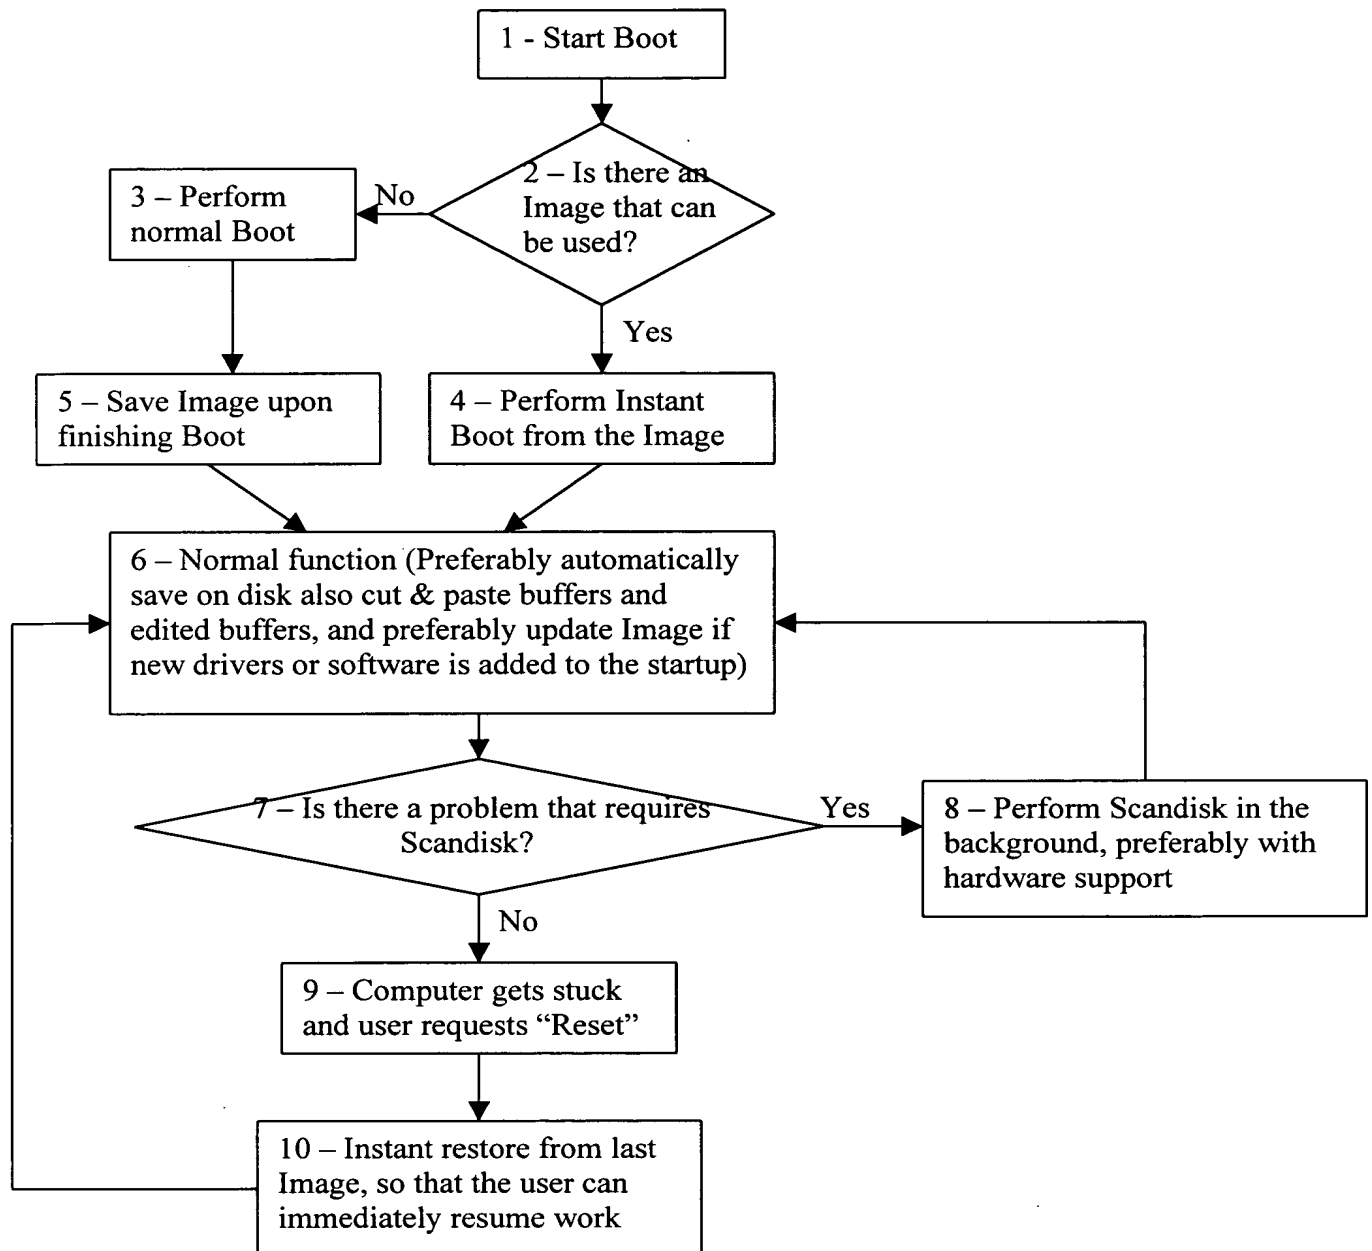 1 - Start Boot
2 – Is there an
Image that can
be used?
No
3 – Perform
normal Boot
Yes
5 – Save Image upon
finishing Boot
4 – Perform Instant
Boot from the Image
6 – Normal function (Preferably automatically
save on disk also cut & paste buffers and
edited buffers, and preferably update Image if
new drivers or software is added to the startup)
7 – Is there a problem that requires
Scandisk?
Yes
8 – Perform Scandisk in the
background, preferably with
hardware support
No
9 – Computer gets stuck
and user requests “Reset”
10 – Instant restore from last
Image, so that the user can
immediately resume work